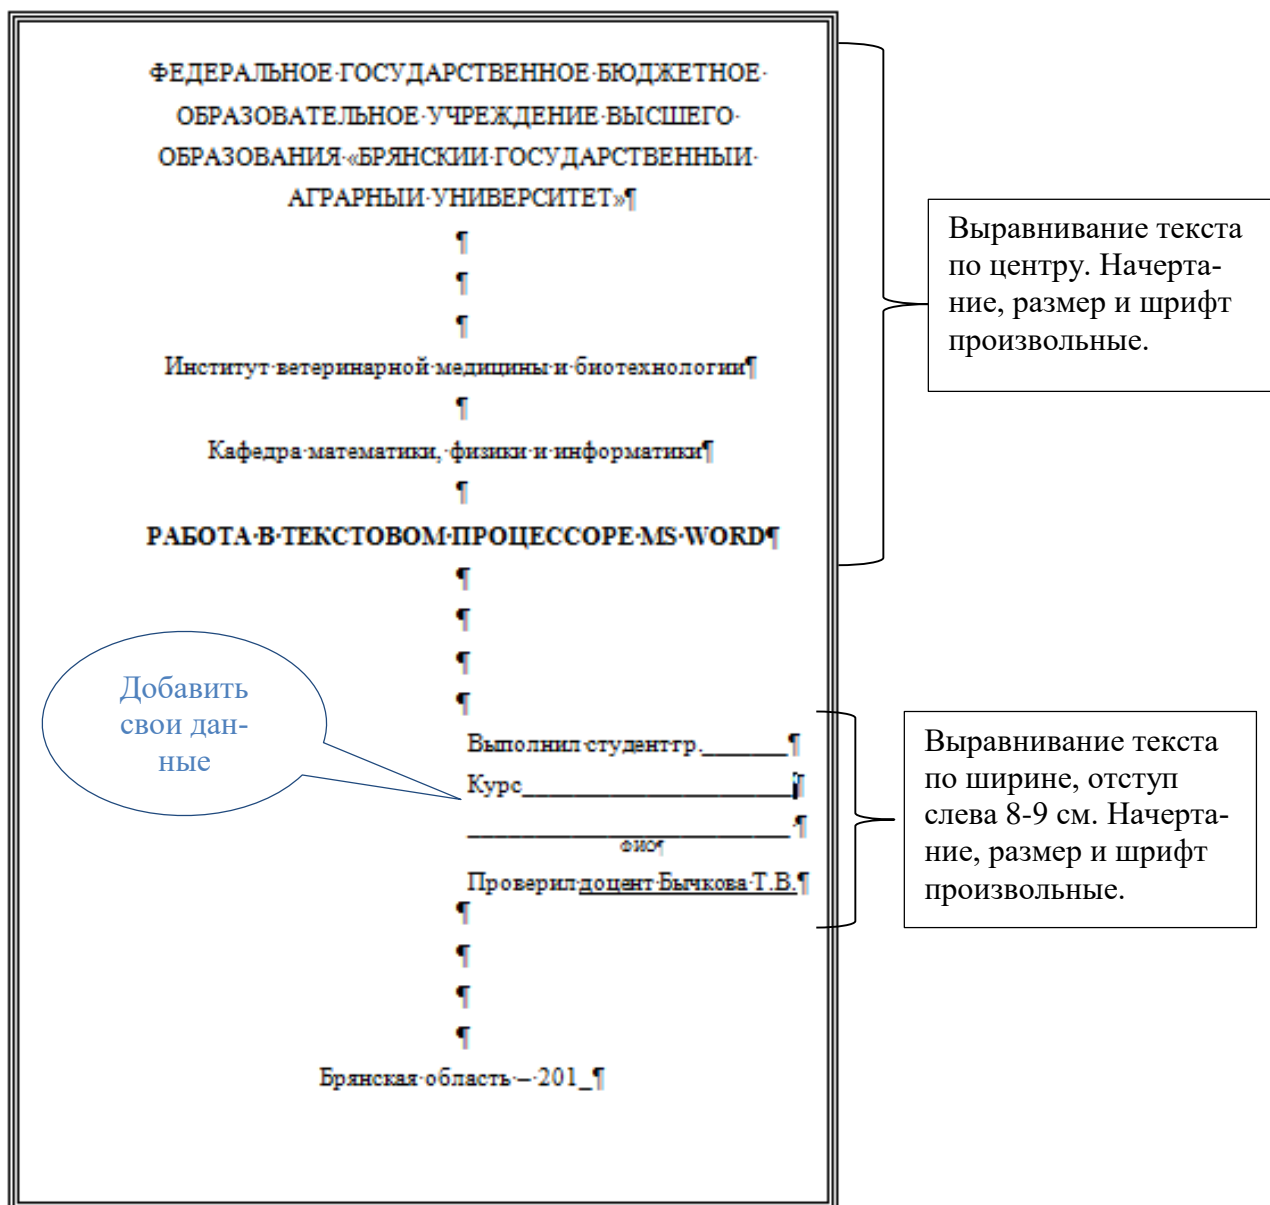 ФЕДЕРАЛЬНОЕ·ГОСУДАРСТВЕННОЕ·БЮДЖЕТНОЕ·
ОБРАЗОВАТЕЛЬНОЕ·УЧРЕЖДЕНИЕ·ВЫСШЕГО·
ОБРАЗОВАНИЯ·«БРЯНСКИЙ·ГОСУДАРСТВЕННЫЙ·
АГРАРНЫЙ·УНИВЕРСИТЕТ»¶
¶
¶
¶
Институт·ветеринарной·медицины·и·биотехнологии¶
¶
Кафедра·математики,·физики·и·информатики¶
¶
РАБОТА·В·ТЕКСТОВОМ·ПРОЦЕССОРЕ·MS·WORD¶
¶
¶
¶
¶
Выполнил·студент·гр.______¶
Курс____________________¶
________________________·¶
ФИО¶
Проверил·доцент·Бычкова·Т.В.¶
¶
¶
¶
¶
Брянская·область·–·201_¶
Выравнивание текста
по центру. Начерта-
ние, размер и шрифт
произвольные.
Добавить
свои дан-
ные
Выравнивание текста
по ширине, отступ
слева 8-9 см. Начерта-
ние, размер и шрифт
произвольные.